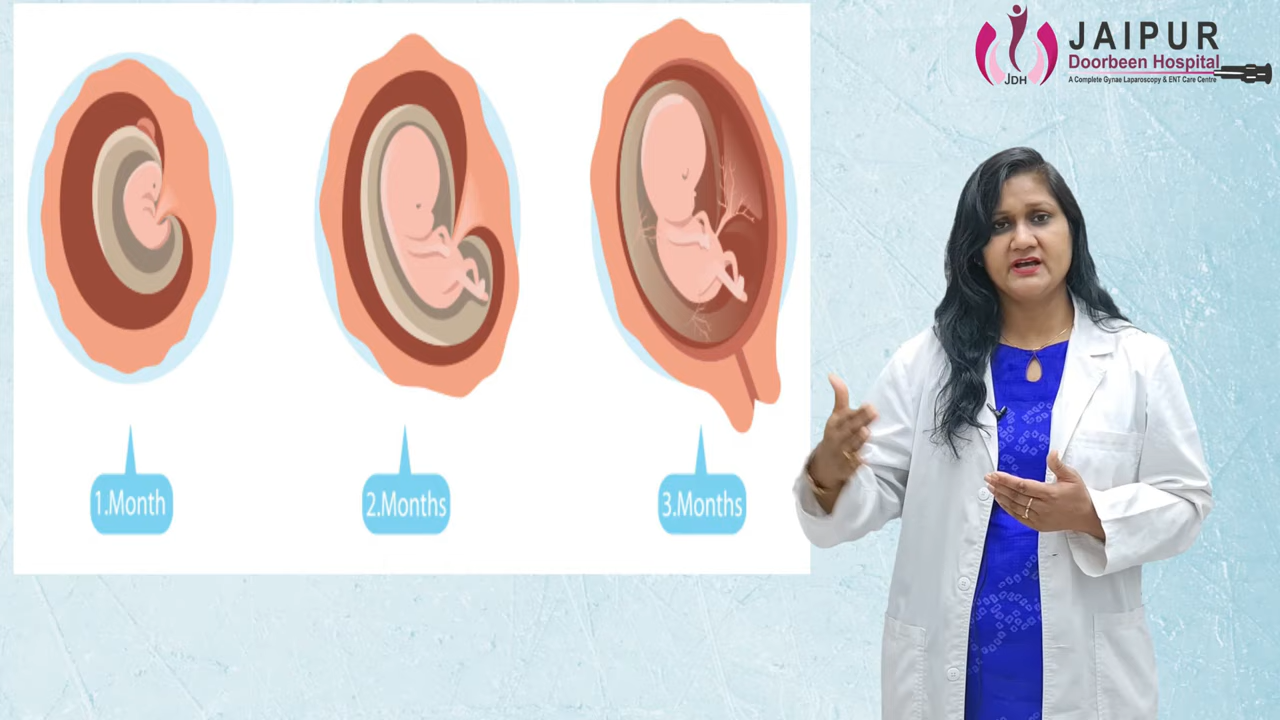 JAIPUR
Doorbeen Hospital
A Complete Gynae Laparoscopy & ENT Care Centre
JDH
1.Month
2.Months
3.Months